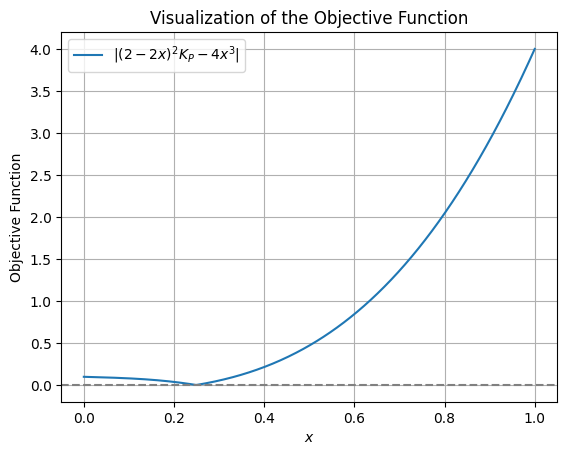 Visualization of the Objective Function
|(2 − 2x)²K_P − 4x³|
Objective Function
4.0
3.5
3.0
2.5
2.0
1.5
1.0
0.5
0.0
0.0 0.2 0.4 0.6 0.8 1.0
x